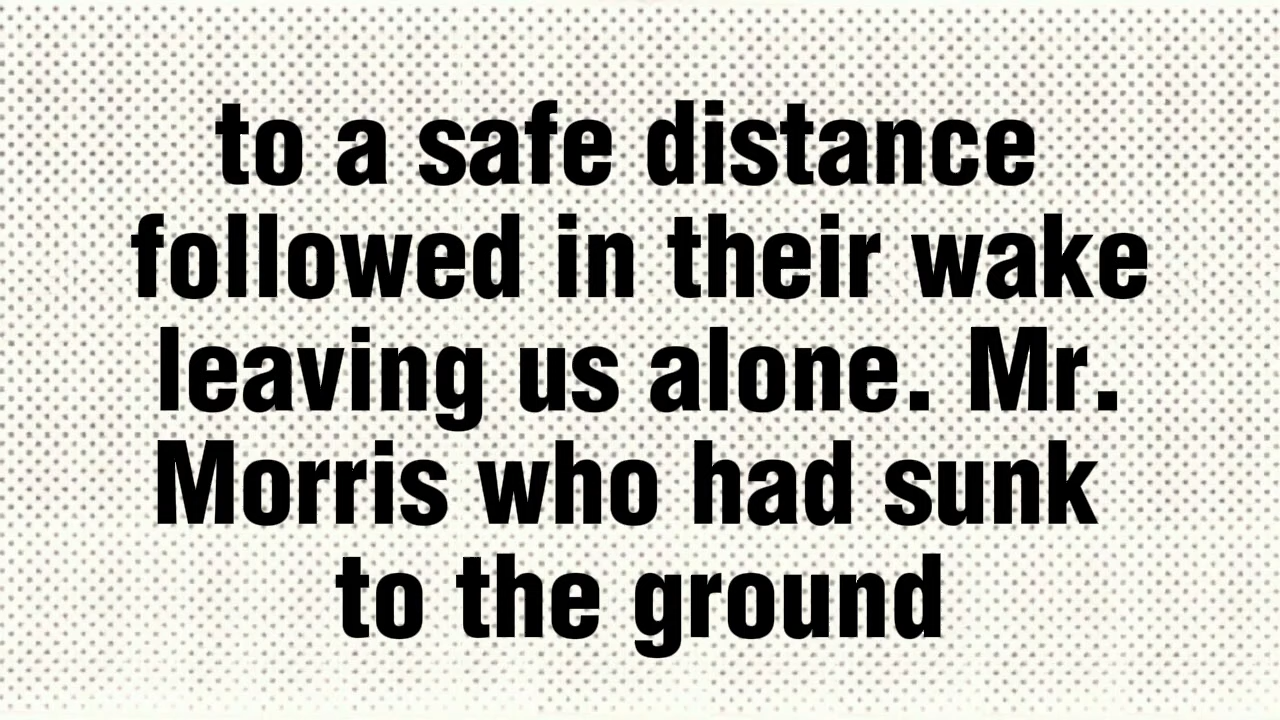 to a safe distance
followed in their wake
leaving us alone. Mr.
Morris who had sunk
to the ground